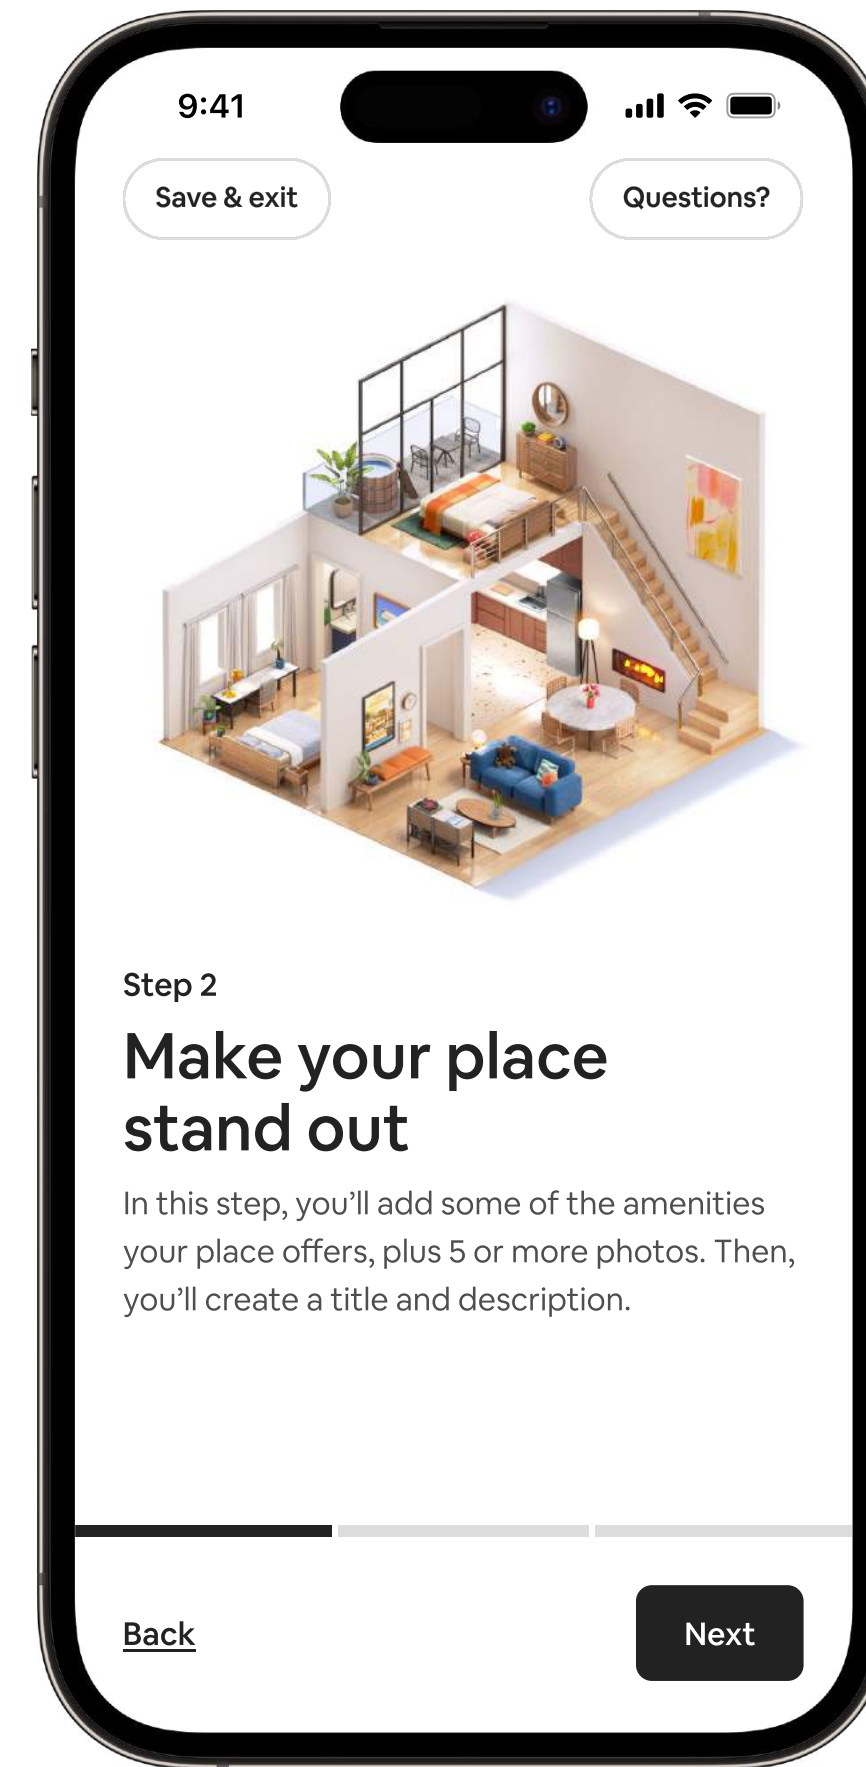 9:41
Save & exit
Questions?
Step 2
Make your place
stand out
In this step, you’ll add some of the amenities
your place offers, plus 5 or more photos. Then,
you’ll create a title and description.
Back
Next